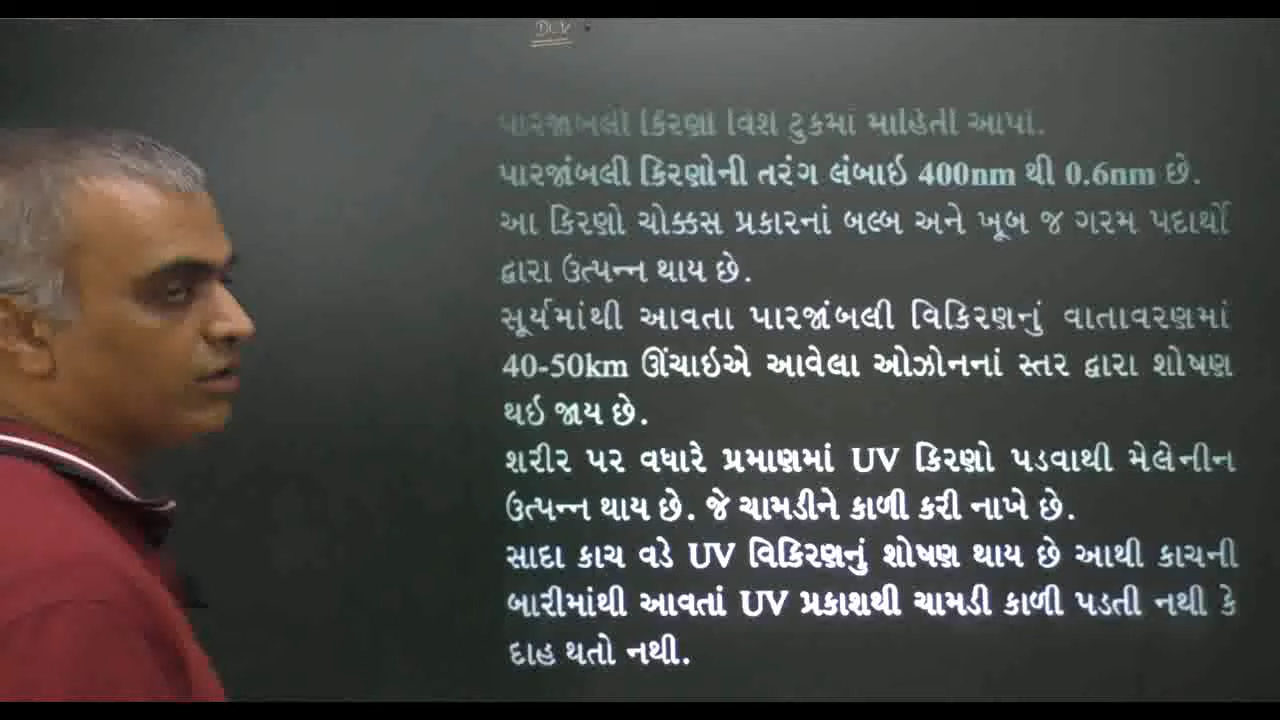 DCV
પારજાંબલી કિરણો વિશે ટુકમાં માહિતી આપો.
પારજાંબલી કિરણોની તરંગ લંબાઇ 400nm થી 0.6nm છે.
આ કિરણો ચોક્કસ પ્રકારનાં બલ્બ અને ખૂબ જ ગરમ પદાર્થો
દ્વારા ઉત્પન્ન થાય છે.
સૂર્યમાંથી આવતા પારજાંબલી વિકિરણનું વાતાવરણમાં
40-50km ઊંચાઇએ આવેલા ઓઝોનનાં સ્તર દ્વારા શોષણ
થઇ જાય છે.
શરીર પર વધારે પ્રમાણમાં UV કિરણો પડવાથી મેલેનીન
ઉત્પન્ન થાય છે. જે ચામડીને કાળી કરી નાખે છે.
સાદા કાચ વડે UV વિકિરણનું શોષણ થાય છે આથી કાચની
બારીમાંથી આવતાં UV પ્રકાશથી ચામડી કાળી પડતી નથી કે
દાહ થતો નથી.